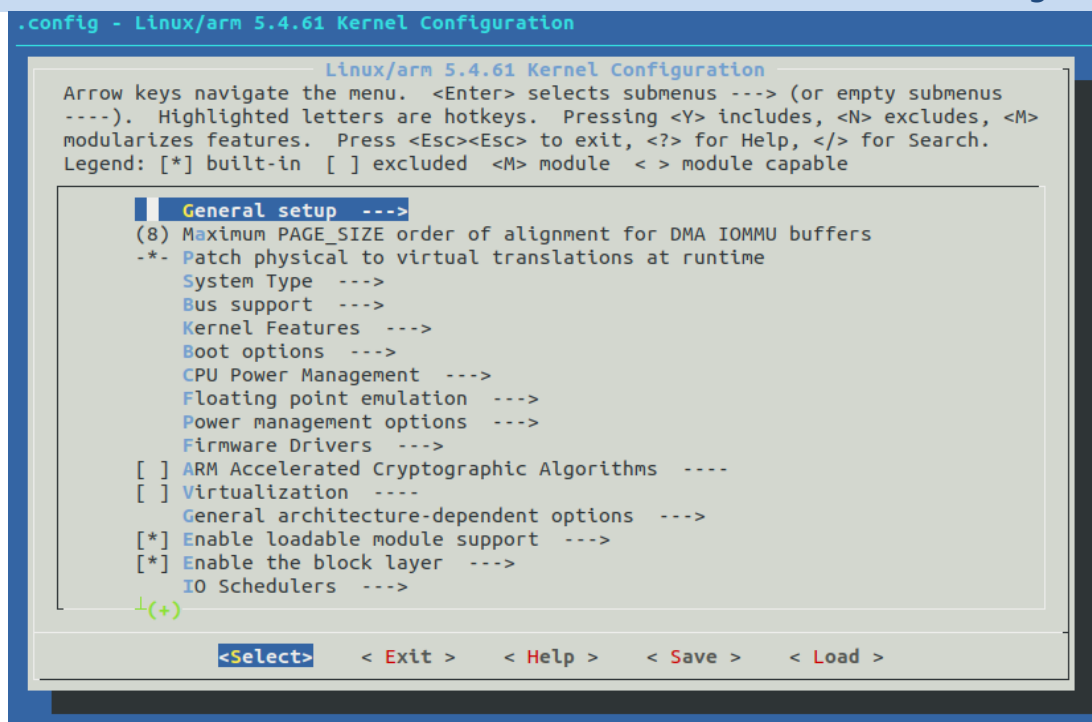 .config - Linux/arm 5.4.61 Kernel Configuration
Linux/arm 5.4.61 Kernel Configuration
Arrow keys navigate the menu.  <Enter> selects submenus ---> (or empty submenus
----).  Highlighted letters are hotkeys.  Pressing <Y> includes, <N> excludes, <M>
modularizes features.  Press <Esc><Esc> to exit, <?> for Help, </> for Search.
Legend: [*] built-in  [ ] excluded  <M> module  < > module capable
General setup  --->
(8) Maximum PAGE_SIZE order of alignment for DMA IOMMU buffers
-*- Patch physical to virtual translations at runtime
System Type  --->
Bus support  --->
Kernel Features  --->
Boot options  --->
CPU Power Management  --->
Floating point emulation  --->
Power management options  --->
Firmware Drivers  --->
[ ] ARM Accelerated Cryptographic Algorithms  ----
[ ] Virtualization  ----
General architecture-dependent options  --->
[*] Enable loadable module support  --->
[*] Enable the block layer  --->
IO Schedulers  --->
┴(+)
<Select>    < Exit >    < Help >    < Save >    < Load >